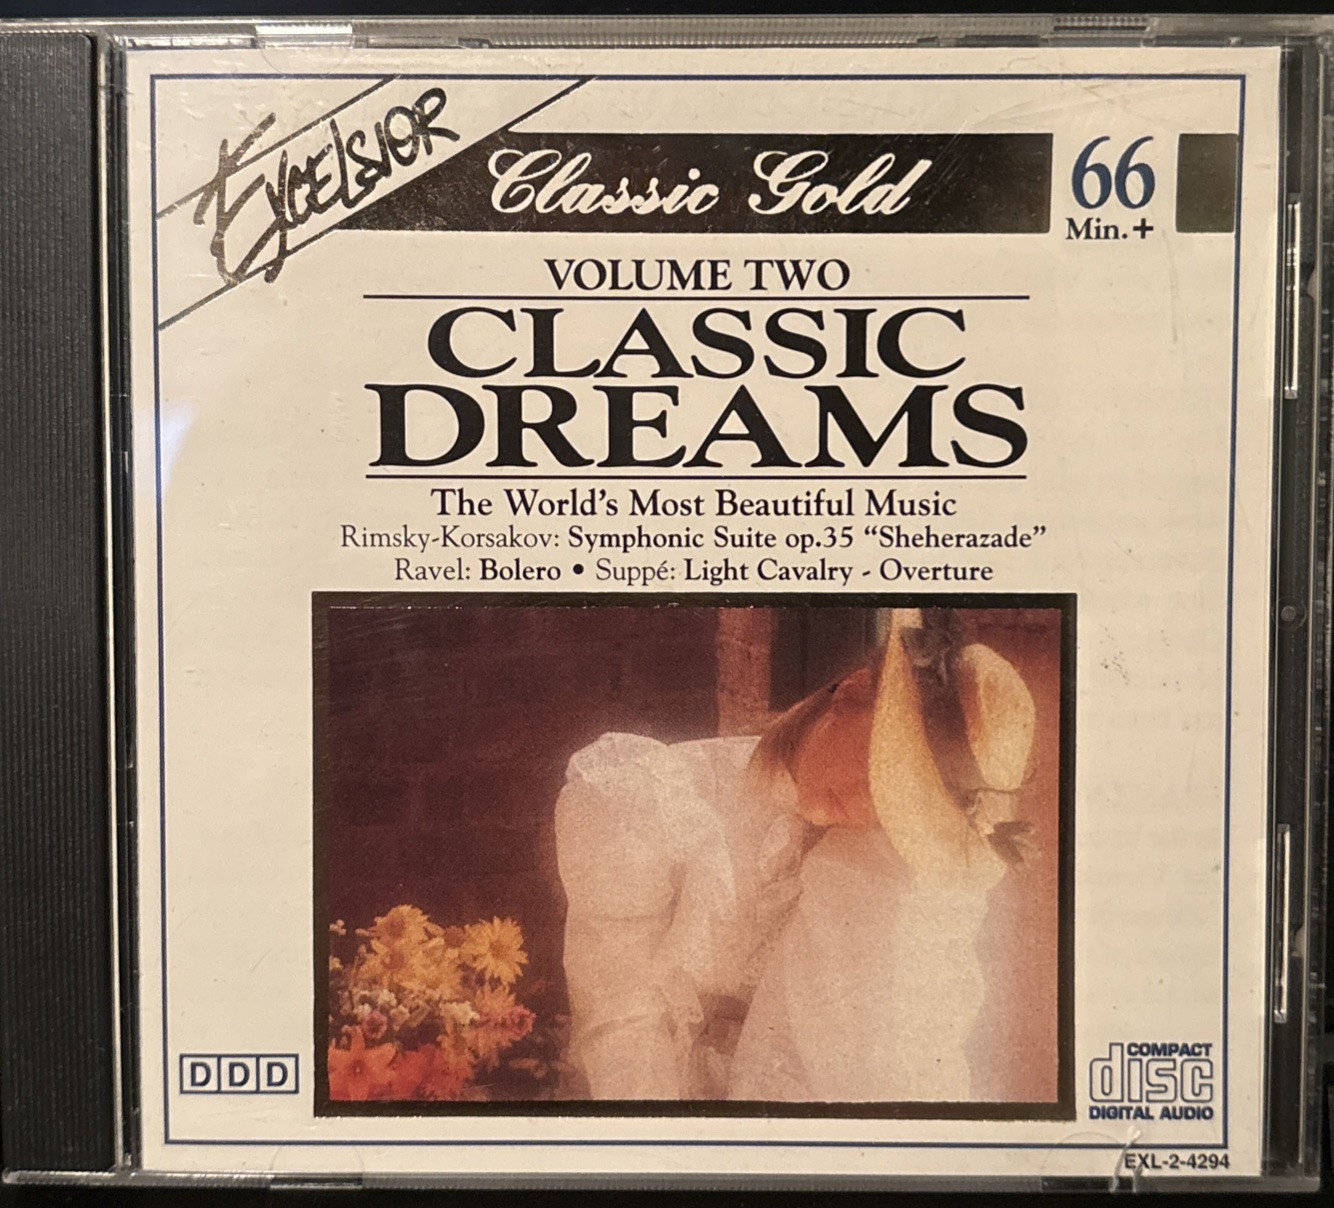 Excelsior
Classic Gold
66
Min.+
VOLUME TWO
CLASSIC
DREAMS
The World's Most Beautiful Music
Rimsky-Korsakov: Symphonic Suite op.35 “Sheherazade”
Ravel: Bolero • Suppé: Light Cavalry - Overture
DDD
COMPACT
disc
DIGITAL AUDIO
EXL-2-4294